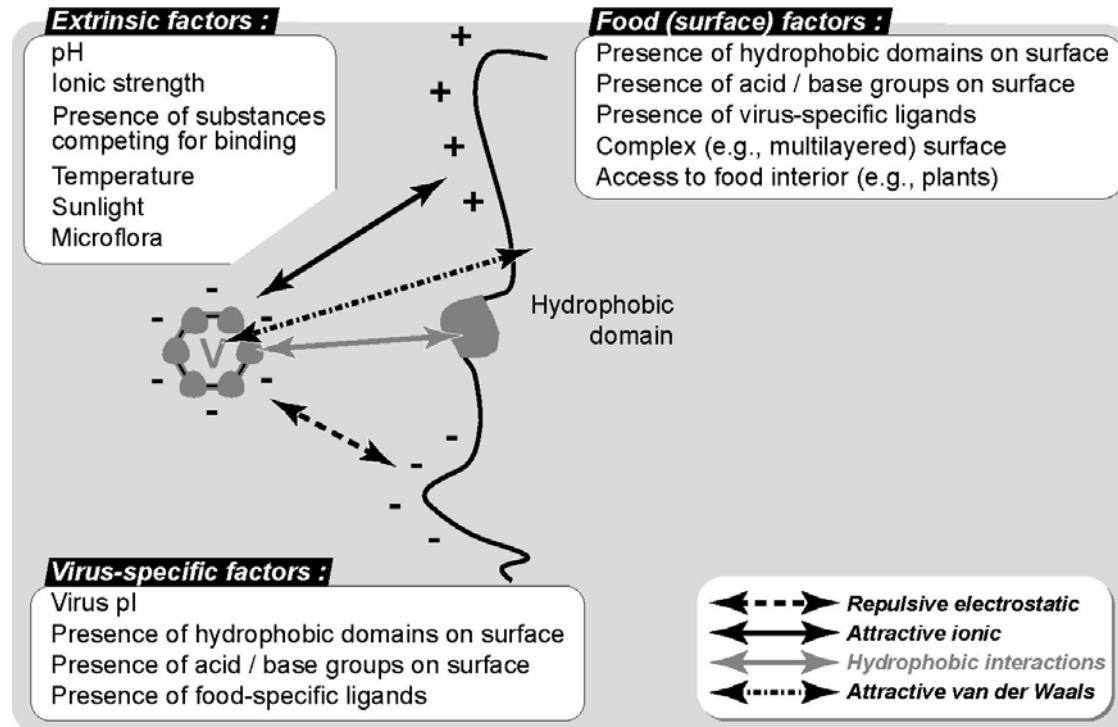 Extrinsic factors :
pH
Ionic strength
Presence of substances
competing for binding
Temperature
Sunlight
Microflora
Food (surface) factors :
Presence of hydrophobic domains on surface
Presence of acid / base groups on surface
Presence of virus-specific ligands
Complex (e.g., multilayered) surface
Access to food interior (e.g., plants)
+
+
+
+
Hydrophobic
domain
-
- -
V
- -
-
-
-
-
-
Virus-specific factors :
Virus pI
Presence of hydrophobic domains on surface
Presence of acid / base groups on surface
Presence of food-specific ligands
Repulsive electrostatic
Attractive ionic
Hydrophobic interactions
Attractive van der Waals